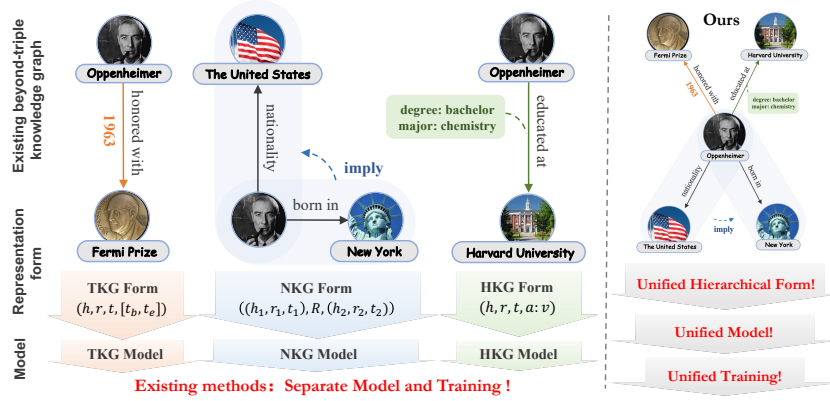 Existing beyond-triple
knowledge graph
Representation
form
Model
Oppenheimer
honored with
1963
Fermi Prize
The United States
nationality
imply
born in
New York
Oppenheimer
degree: bachelor
major: chemistry
educated at
Harvard University
TKG Form
(h, r, t, [t_b, t_e])
NKG Form
((h_1, r_1, t_1), R, (h_2, r_2, t_2))
HKG Form
(h, r, t, a: v)
TKG Model
NKG Model
HKG Model
Existing methods: Separate Model and Training !
Ours
Fermi Prize
Harvard University
honored with
1963
educated at
degree: bachelor
major: chemistry
Oppenheimer
nationality
born in
The United States
imply
New York
Unified Hierarchical Form!
Unified Model!
Unified Training!